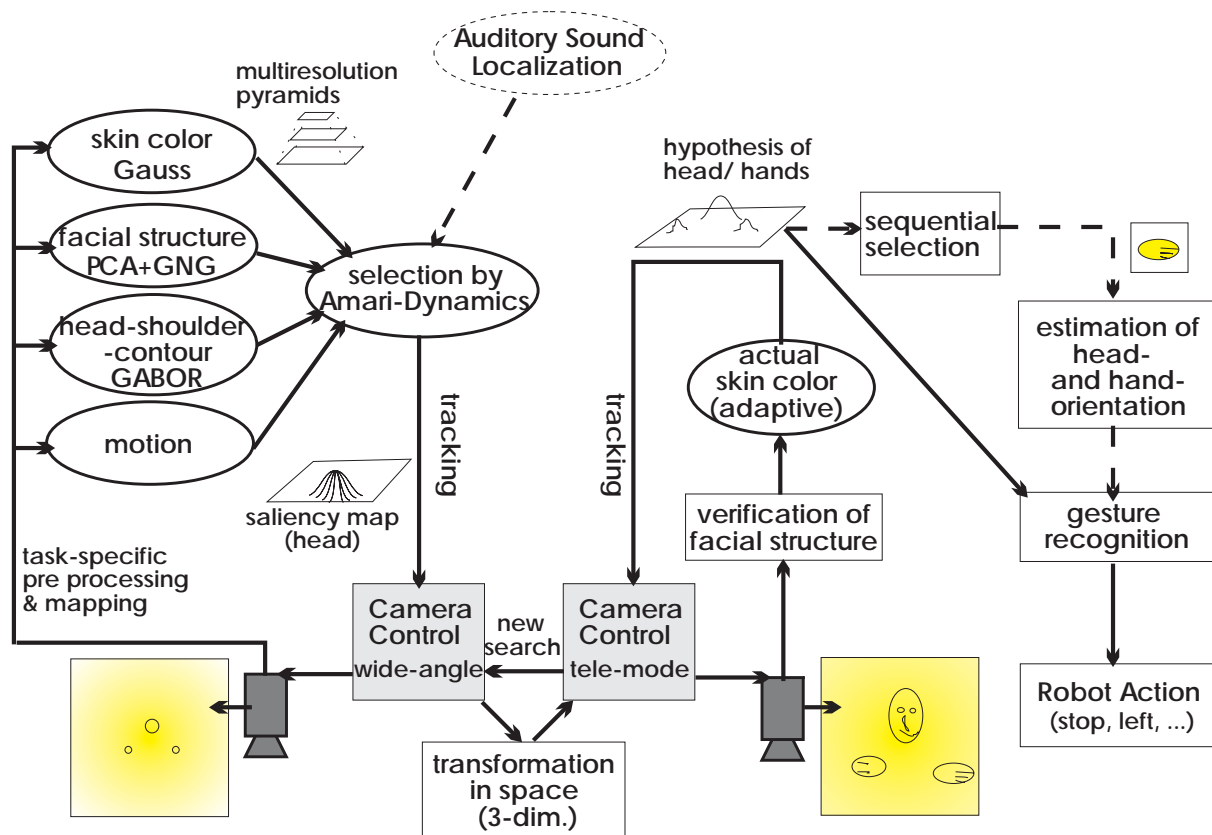 Auditory Sound
Localization
multiresolution
pyramids
skin color
Gauss
facial structure
PCA+GNG
head-shoulder
-contour
GABOR
motion
selection by
Amari-Dynamics
tracking
saliency map
(head)
task-specific
pre processing
& mapping
Camera
Control
wide-angle
new
search
Camera
Control
tele-mode
transformation
in space
(3-dim.)
tracking
hypothesis of
head/ hands
actual
skin color
(adaptive)
verification of
facial structure
sequential
selection
estimation of
head-
and hand-
orientation
gesture
recognition
Robot Action
(stop, left, ...)